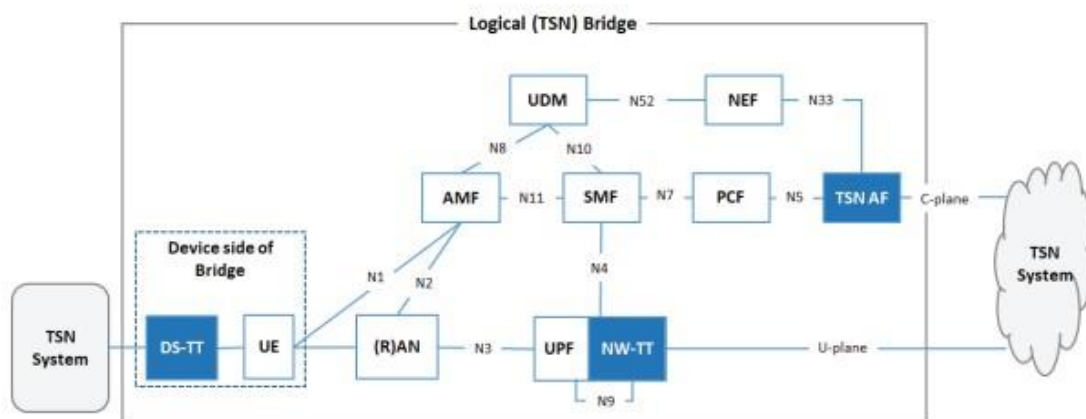 Logical (TSN) Bridge
UDM
N52
NEF
N33
N8
N10
AMF
N11
SMF
N7
PCF
N5
TSN AF
C-plane
TSN
System
Device side of
Bridge
N1
N2
N4
TSN
System
DS-TT
UE
(R)AN
N3
UPF
NW-TT
U-plane
N9